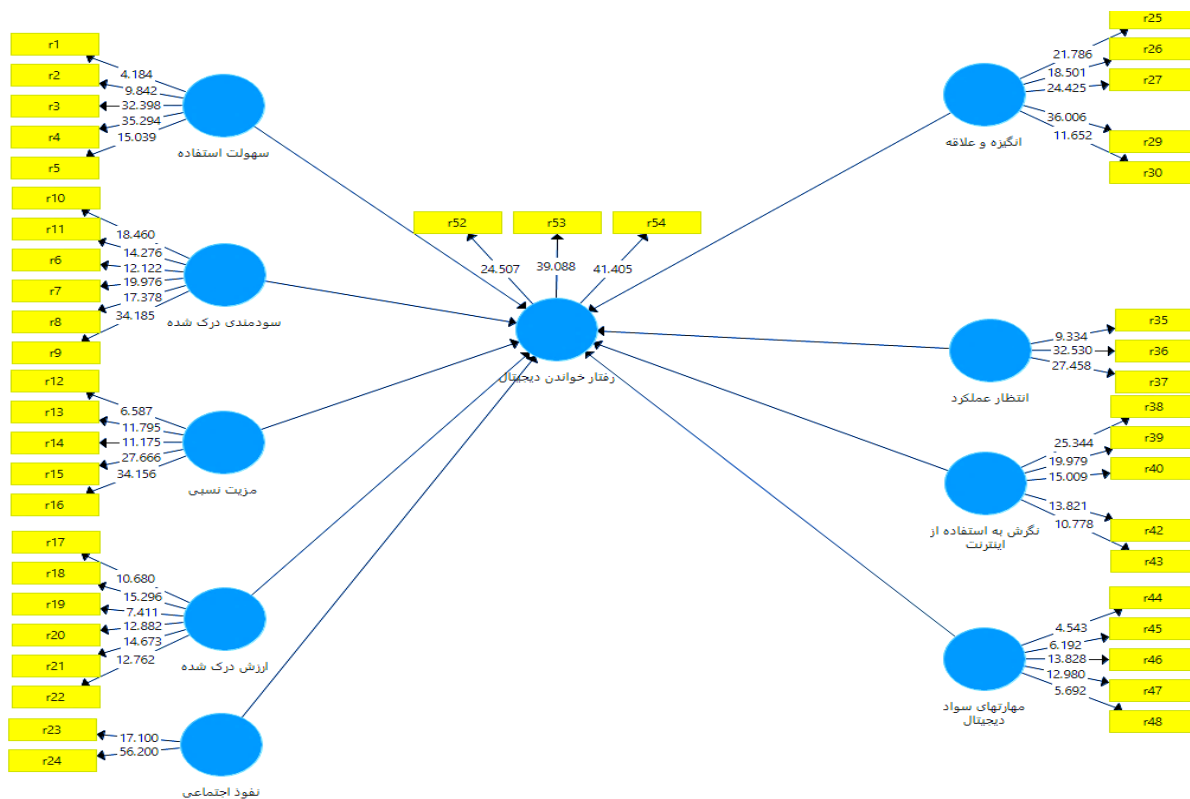 r1
r2
r3
r4
r5
4.184
9.842
32.398
35.294
15.039
سهولت استفاده
r10
r11
r6
r7
r8
r9
18.460
14.276
12.122
19.976
17.378
34.185
سودمندی درک شده
r12
r13
r14
r15
r16
6.587
11.795
11.175
27.666
34.156
مزیت نسبی
r17
r18
r19
r20
r21
r22
10.680
15.296
7.411
12.882
14.673
12.762
ارزش درک شده
r23
r24
17.100
56.200
نفوذ اجتماعی
r52
r53
r54
24.507
39.088
41.405
رفتار خواندن دیجیتال
r25
r26
r27
r29
r30
21.786
18.501
24.425
36.006
11.652
انگیزه و علاقه
r35
r36
r37
9.334
32.530
27.458
انتظار عملکرد
r38
r39
r40
r42
r43
25.344
19.979
15.009
13.821
10.778
نگرش به استفاده از
اینترنت
r44
r45
r46
r47
r48
4.543
6.192
13.828
12.980
5.692
مهارتهای سواد
دیجیتال